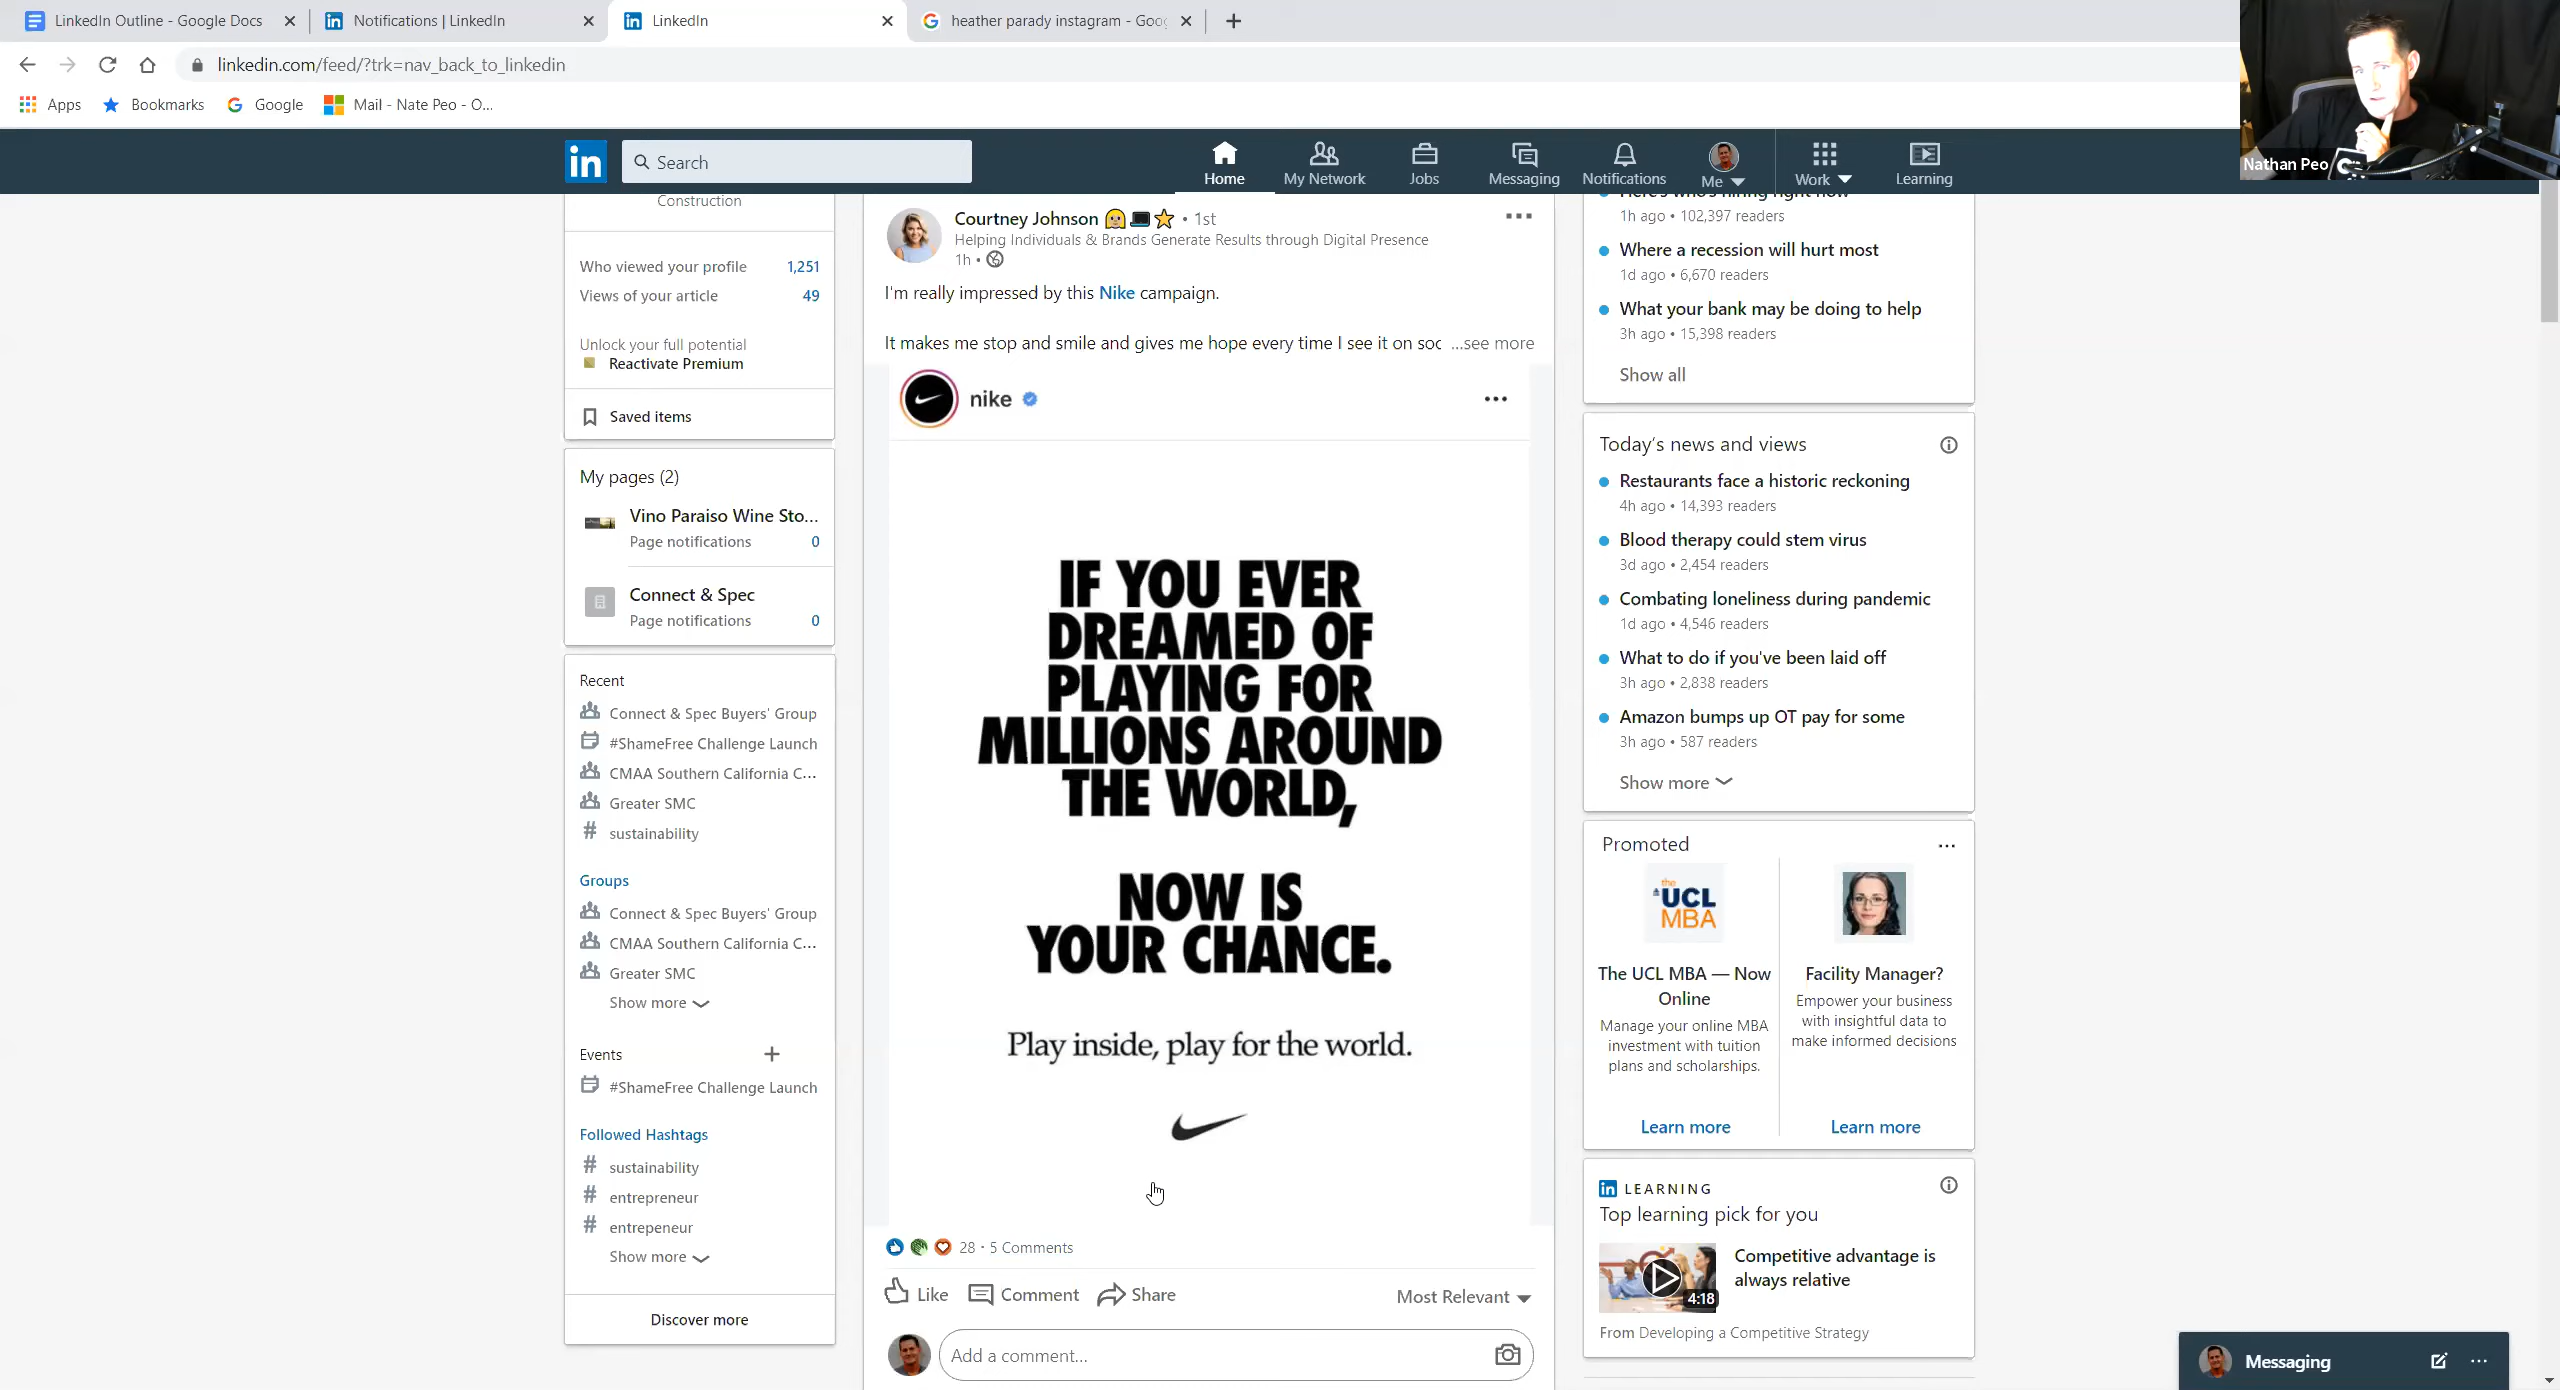 LinkedIn Outline - Google Docs
Notifications | LinkedIn
LinkedIn
heather parady instagram - Goo
linkedin.com/feed/?trk=nav_back_to_linkedin
Apps
Bookmarks
Google
Mail - Nate Peo - O...
Nathan Peo
in
Search
Home
My Network
Jobs
Messaging
Notifications
Me
Work
Learning
Construction
Who viewed your profile 1,251
Views of your article 49
Unlock your full potential
Reactivate Premium
Saved items
My pages (2)
Vino Paraiso Wine Sto...
Page notifications 0
Connect & Spec
Page notifications 0
Recent
Connect & Spec Buyers' Group
#ShameFree Challenge Launch
CMAA Southern California C...
Greater SMC
# sustainability
Groups
Connect & Spec Buyers' Group
CMAA Southern California C...
Greater SMC
Show more
Events +
#ShameFree Challenge Launch
Followed Hashtags
# sustainability
# entrepreneur
# entrepeneur
Show more
Discover more
Courtney Johnson • 1st
Helping Individuals & Brands Generate Results through Digital Presence
1h •
I'm really impressed by this Nike campaign.
It makes me stop and smile and gives me hope every time I see it on soc ...see more
nike
IF YOU EVER
DREAMED OF
PLAYING FOR
MILLIONS AROUND
THE WORLD,
NOW IS
YOUR CHANCE.
Play inside, play for the world.
28 · 5 Comments
Like Comment Share Most Relevant
Add a comment...
Here's who's hiring right now
1h ago • 102,397 readers
Where a recession will hurt most
1d ago • 6,670 readers
What your bank may be doing to help
3h ago • 15,398 readers
Show all
Today's news and views
Restaurants face a historic reckoning
4h ago • 14,393 readers
Blood therapy could stem virus
3d ago • 2,454 readers
Combating loneliness during pandemic
1d ago • 4,546 readers
What to do if you've been laid off
3h ago • 2,838 readers
Amazon bumps up OT pay for some
3h ago • 587 readers
Show more
Promoted
the
UCL
MBA
The UCL MBA — Now
Online
Manage your online MBA
investment with tuition
plans and scholarships.
Learn more
Facility Manager?
Empower your business
with insightful data to
make informed decisions
Learn more
in LEARNING
Top learning pick for you
Competitive advantage is
always relative
4:18
From Developing a Competitive Strategy
Messaging